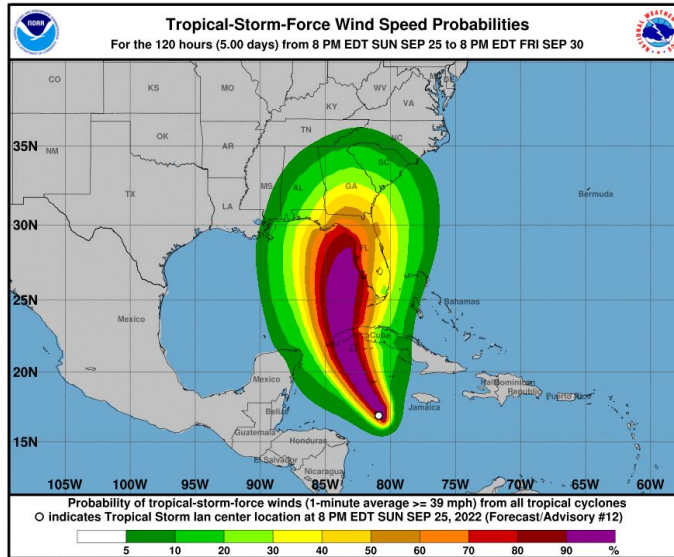 NOAA
NATIONAL WEATHER
Tropical-Storm-Force Wind Speed Probabilities
For the 120 hours (5.00 days) from 8 PM EDT SUN SEP 25 to 8 PM EDT FRI SEP 30
CO
KS
MO
WV
VA
KY
NM
OK
AR
TN
NC
SC
TX
LA
MS
AL
GA
FL
35N
30N
25N
20N
15N
Bermuda
Bahamas
Mexico
Cuba
Mexico
Belize
Jamaica
Haiti
Dominican
Republic
Puerto Rico
Guatemala
Honduras
El Salvador
Nicaragua
105W 100W 95W 90W 85W 80W 75W 70W 65W 60W
Probability of tropical-storm-force winds (1-minute average >= 39 mph) from all tropical cyclones
O indicates Tropical Storm Ian center location at 8 PM EDT SUN SEP 25, 2022 (Forecast/Advisory #12)
5 10 20 30 40 50 60 70 80 90 %